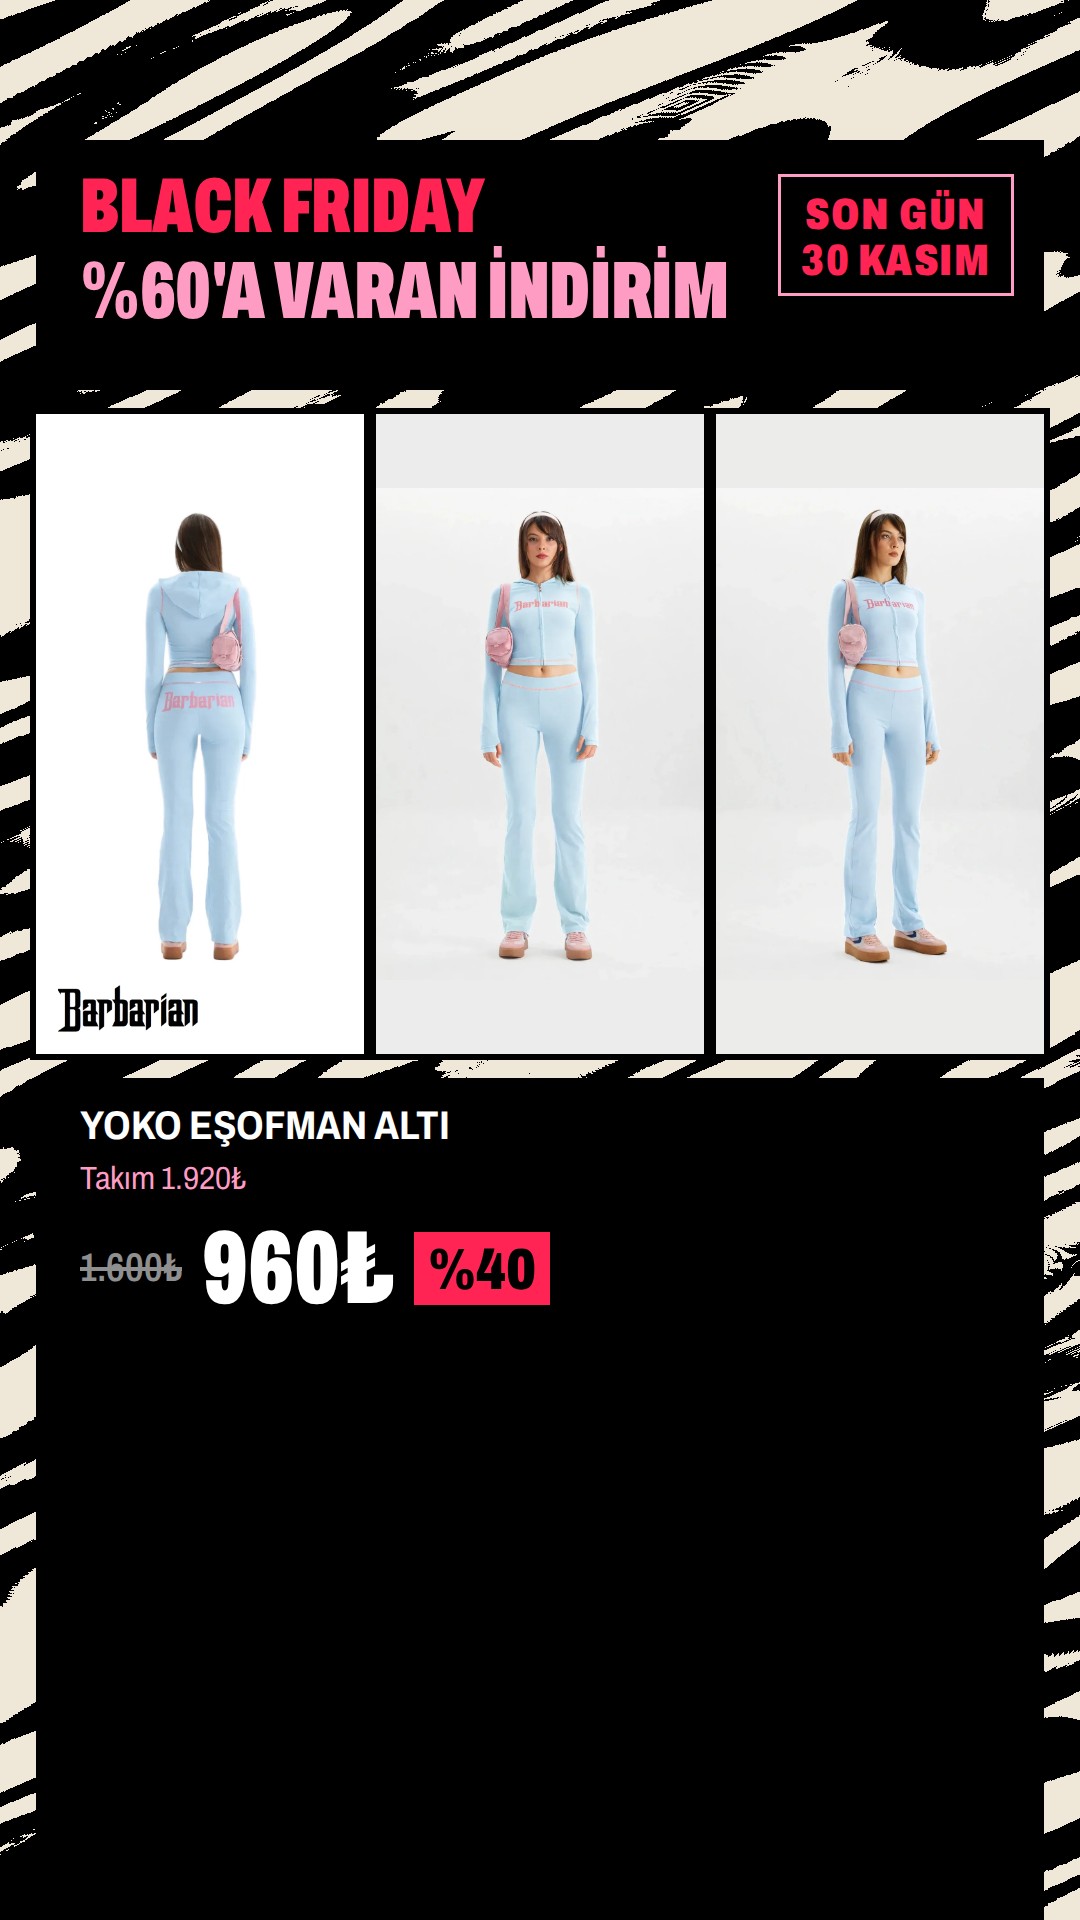 BLACK FRIDAY
%60'A VARAN İNDİRİM
SON GÜN
30 KASIM
Barbarian
Barbarian
Barbarian
Barbarian
YOKO EŞOFMAN ALTI
Takım 1.920₺
1.600₺ 960₺ %40